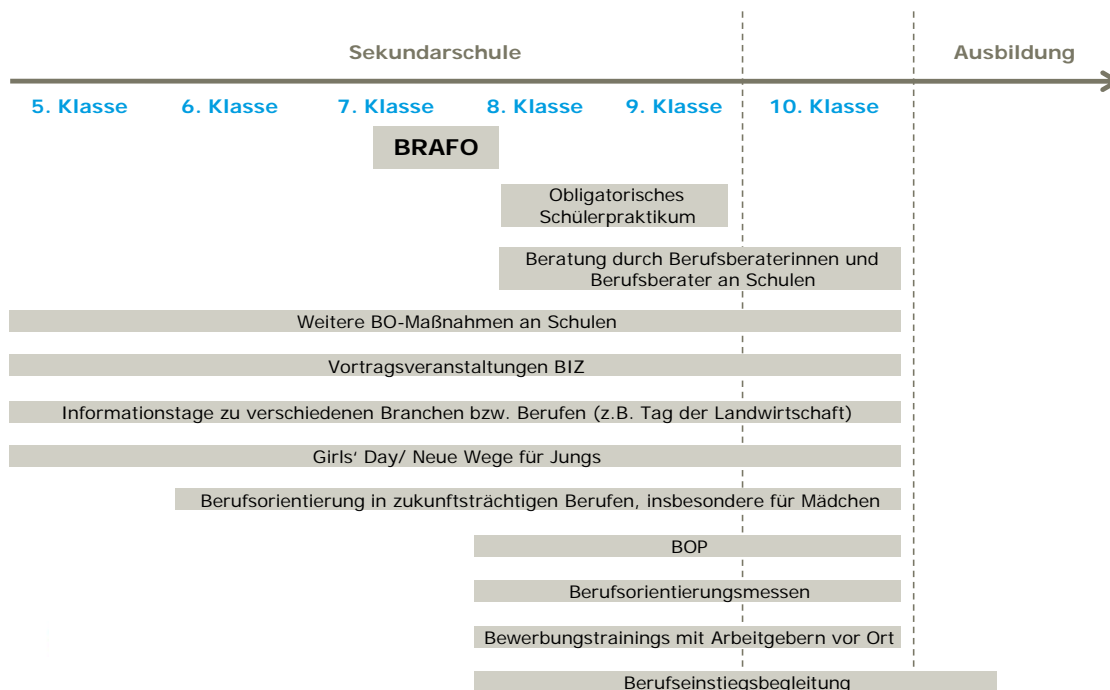 Sekundarschule Ausbildung
5. Klasse 6. Klasse 7. Klasse 8. Klasse 9. Klasse 10. Klasse
BRAFO
Obligatorisches
Schülerpraktikum
Beratung durch Berufsberaterinnen und
Berufsberater an Schulen
Weitere BO-Maßnahmen an Schulen
Vortragsveranstaltungen BIZ
Informationstage zu verschiedenen Branchen bzw. Berufen (z.B. Tag der Landwirtschaft)
Girls' Day/ Neue Wege für Jungs
Berufsorientierung in zukunftsträchtigen Berufen, insbesondere für Mädchen
BOP
Berufsorientierungsmessen
Bewerbungstrainings mit Arbeitgebern vor Ort
Berufseinstiegsbegleitung